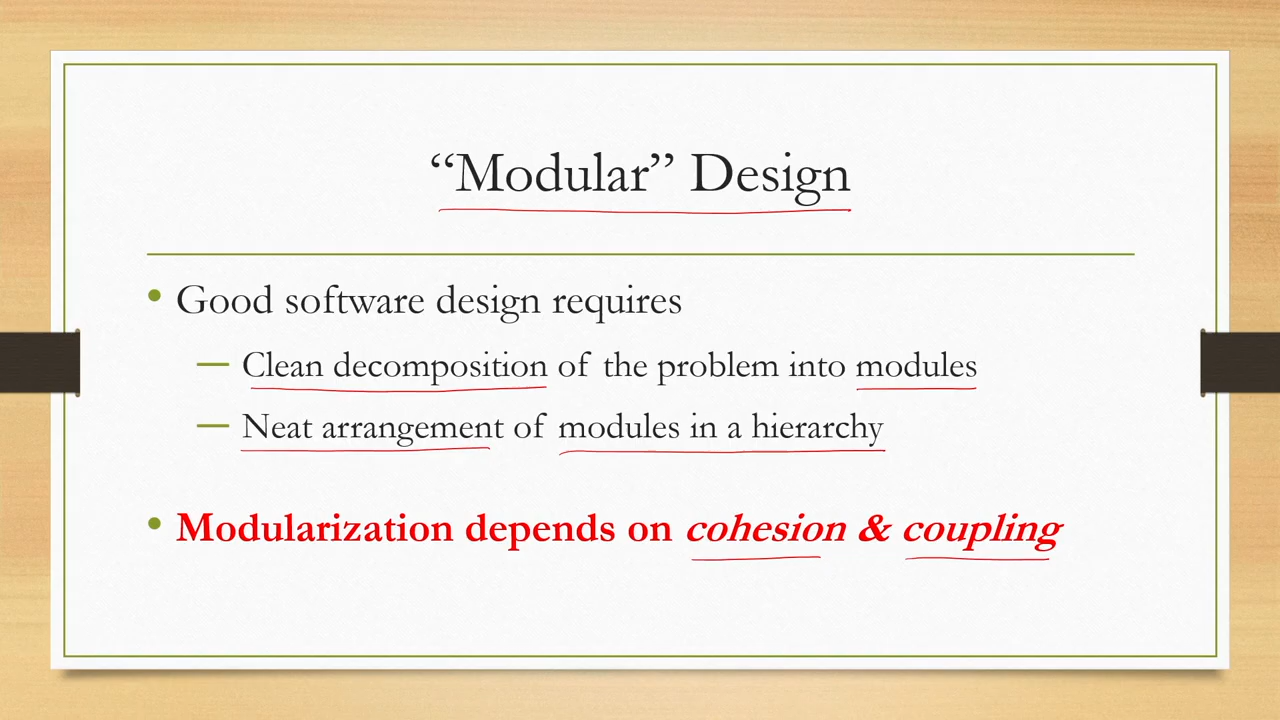 “Modular” Design
• Good software design requires
— Clean decomposition of the problem into modules
— Neat arrangement of modules in a hierarchy
• Modularization depends on cohesion & coupling